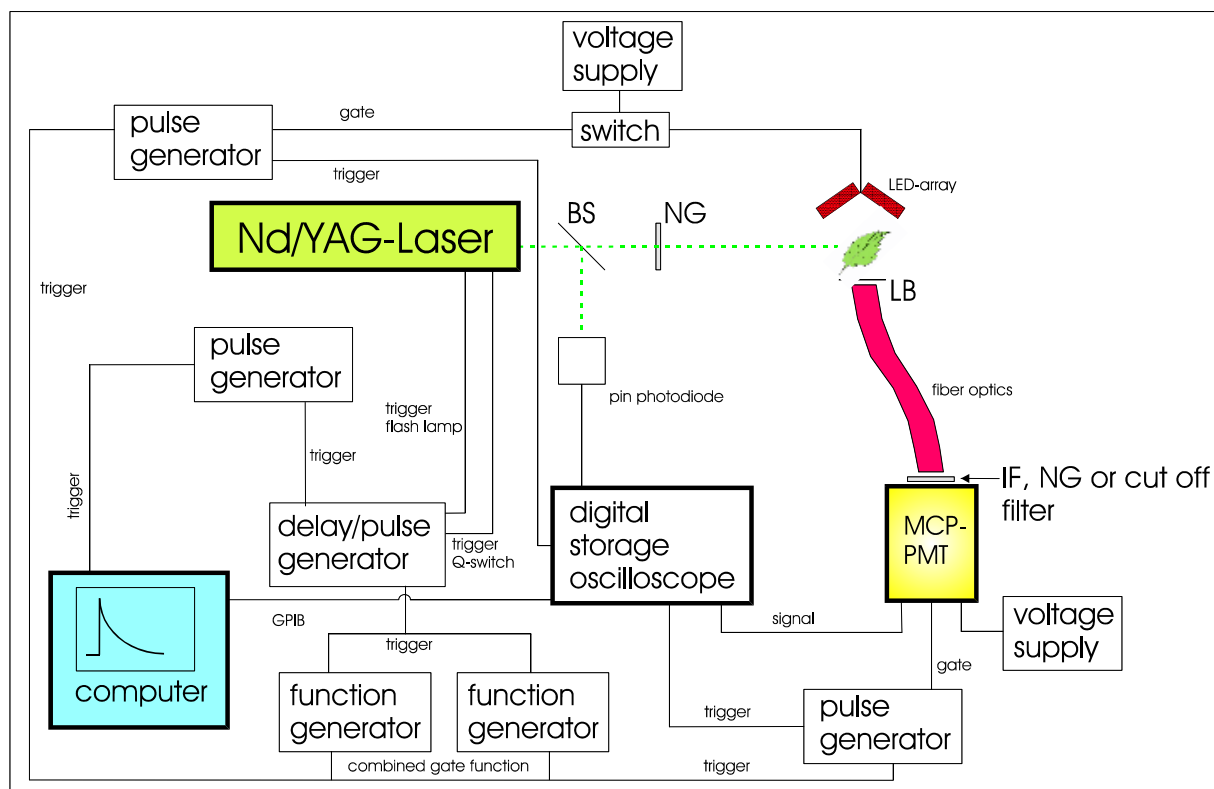 voltage
supply
pulse
generator
gate
switch
trigger
LED-array
BS
NG
Nd/YAG-Laser
LB
trigger
pulse
generator
pin photodiode
fiber optics
trigger
flash lamp
trigger
trigger
IF, NG or cut off
filter
digital
storage
oscilloscope
MCP-
PMT
delay/pulse
generator
trigger
Q-switch
GPIB
computer
trigger
signal
voltage
supply
gate
function
generator
function
generator
trigger
pulse
generator
combined gate function
trigger